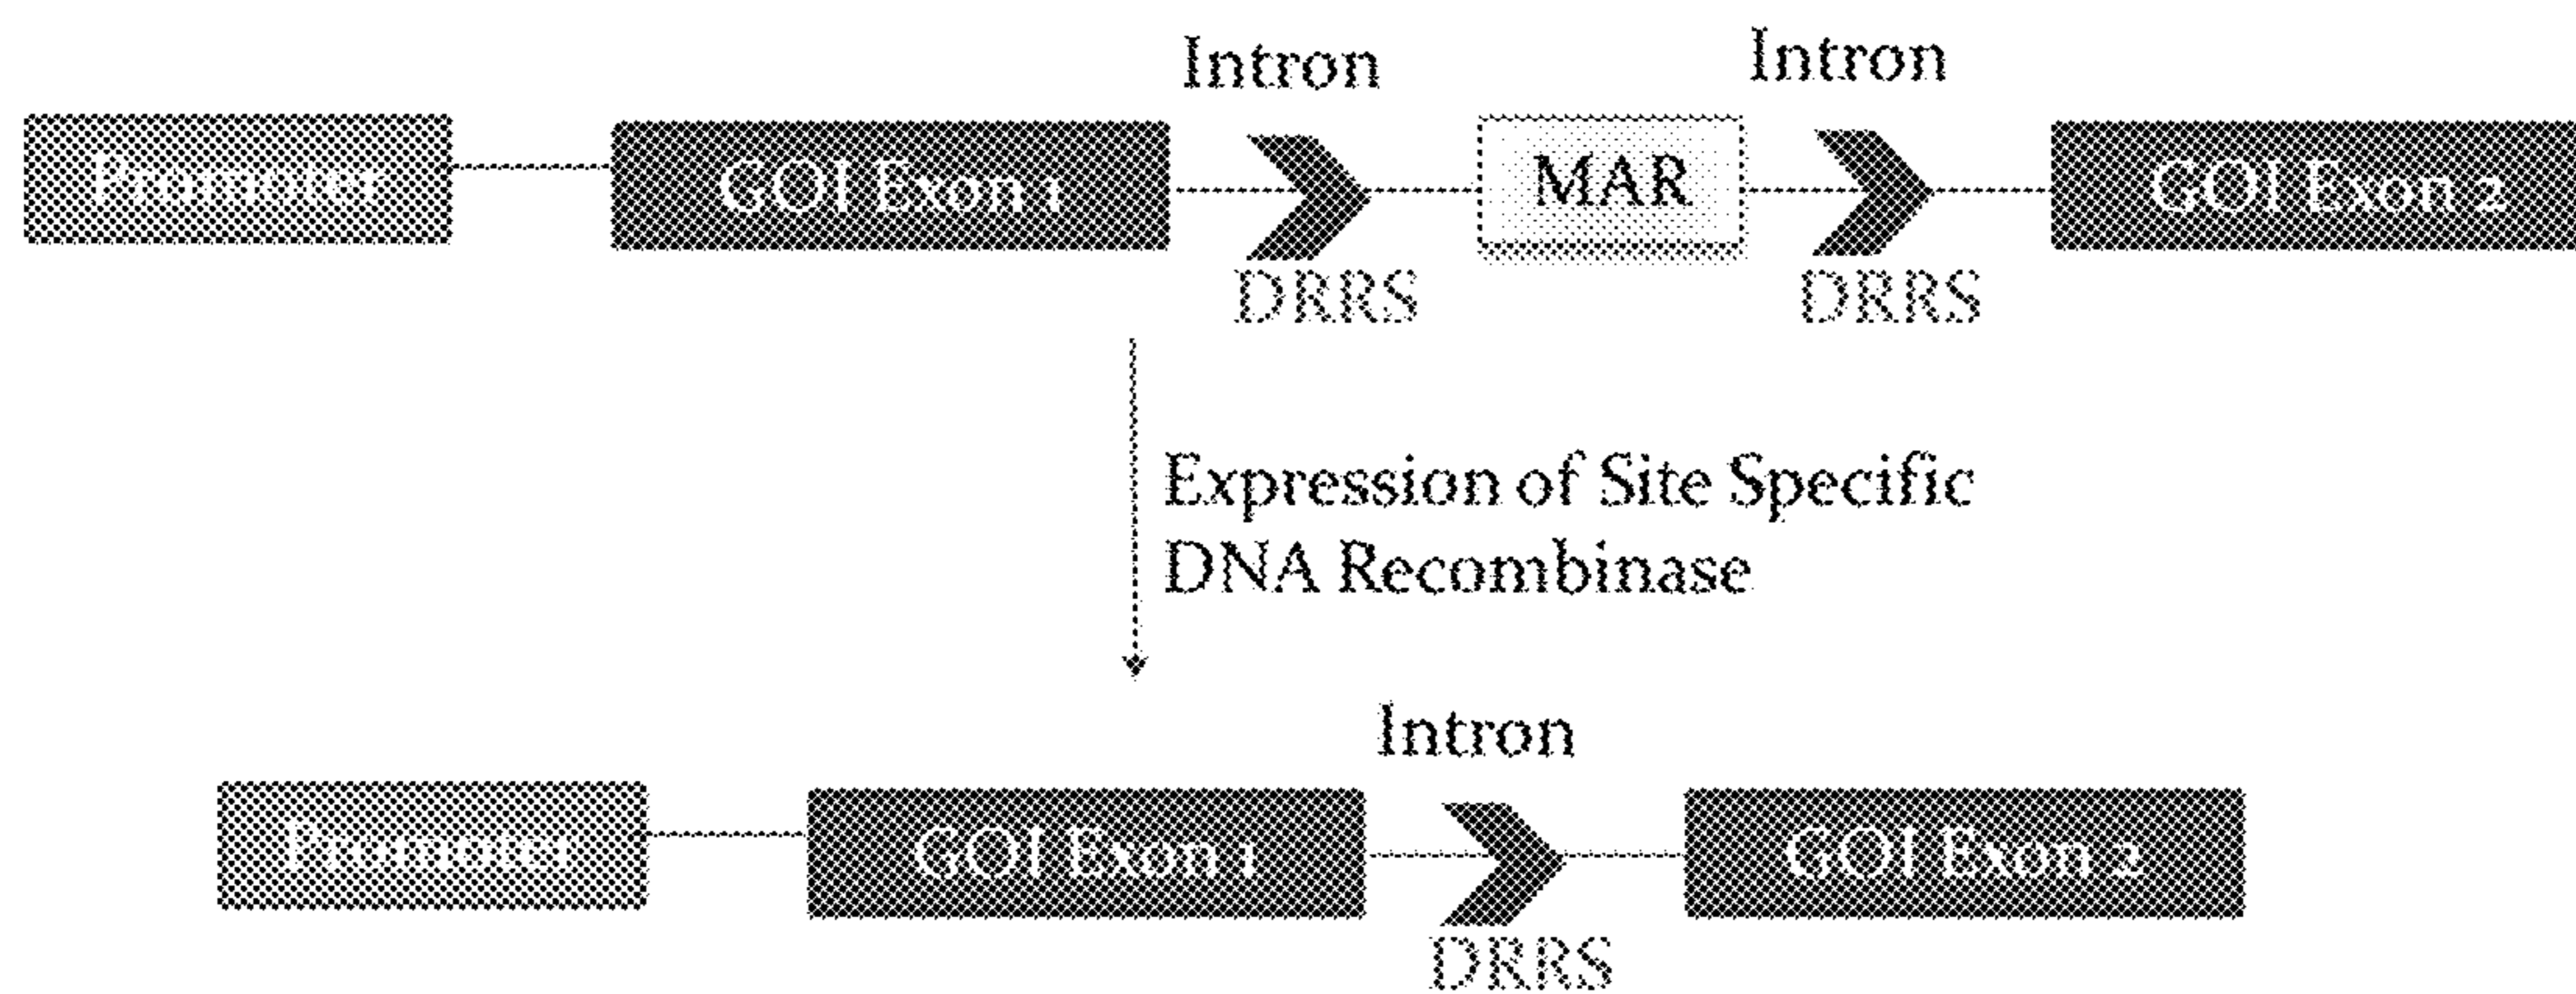 Intron Intron
Promoter GOI Exon 1 MAR GOI Exon 2
DRRS DRRS
Expression of Site Specific
DNA Recombinase
Intron
Promoter GOI Exon 1 GOI Exon 2
DRRS